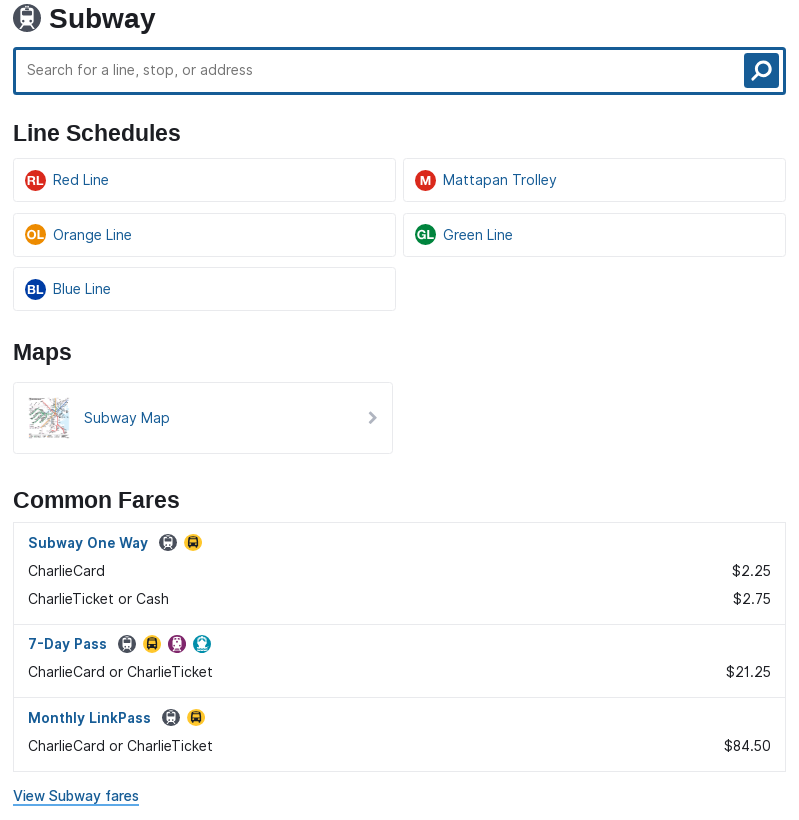 Subway
Search for a line, stop, or address
Line Schedules
RL Red Line
M Mattapan Trolley
OL Orange Line
GL Green Line
BL Blue Line
Maps
Subway Map
Common Fares
Subway One Way
CharlieCard $2.25
CharlieTicket or Cash $2.75
7-Day Pass
CharlieCard or CharlieTicket $21.25
Monthly LinkPass
CharlieCard or CharlieTicket $84.50
View Subway fares